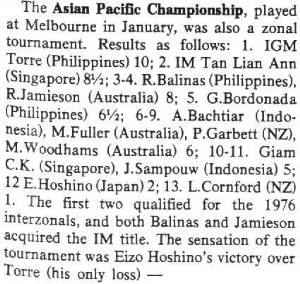 The Asian Pacific Championship, played
at Melbourne in January, was also a zonal
tournament. Results as follows: 1. IGM
Torre (Philippines) 10; 2. IM Tan Lian Ann
(Singapore) 8½; 3-4. R.Balinas (Philippines),
R.Jamieson (Australia) 8; 5. G.Bordonada
(Philippines) 6½; 6-9. A.Bachtiar (Indo-
nesia), M.Fuller (Australia), P.Garbett (NZ),
M.Woodhams (Australia) 6; 10-11. Giam
C.K. (Singapore), J.Sampouw (Indonesia) 5;
12 E.Hoshino (Japan) 2; 13. L.Cornford (NZ)
1. The first two qualified for the 1976
interzonals, and both Balinas and Jamieson
acquired the IM title. The sensation of the
tournament was Eizo Hoshino's victory over
Torre (his only loss) —